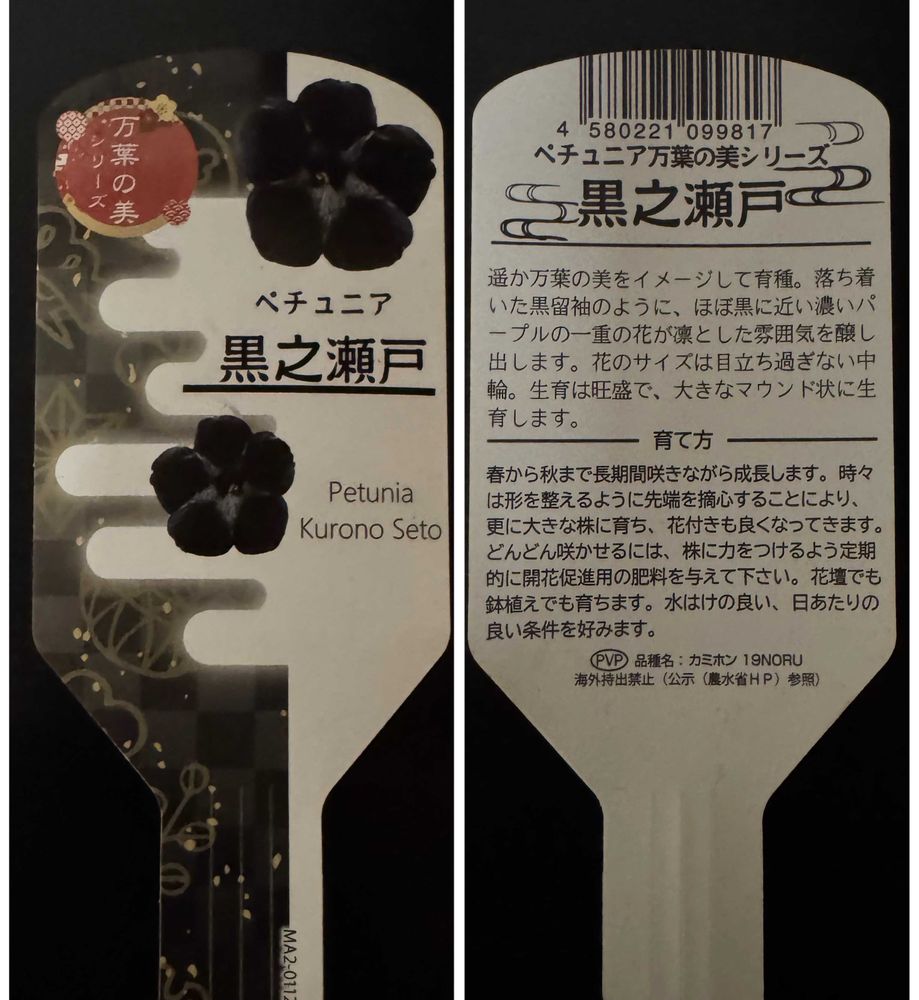 万葉の美
シリーズ
ペチュニア
黒之瀬戸
Petunia
Kurono Seto
4 580221 099817
ペチュニア万葉の美シリーズ
黒之瀬戸
遥か万葉の美をイメージして育種。落ち着
いた黒留袖のように、ほぼ黒に近い濃いパ
ープルの一重の花が凛とした雰囲気を醸し
出します。花のサイズは目立ち過ぎない中
輪。生育は旺盛で、大きなマウンド状に生
育します。
育て方
春から秋まで長期間咲きながら成長します。時々
は形を整えるように先端を摘心することにより、
更に大きな株に育ち、花付きも良くなってきます。
どんどん咲かせるには、株に力をつけるよう定期
的に開花促進用の肥料を与えて下さい。花壇でも
鉢植えでも育ちます。水はけの良い、日あたりの
良い条件を好みます。
PVP 品種名：カミホン 19NORU
海外持出禁止（公示（農水省HP）参照）